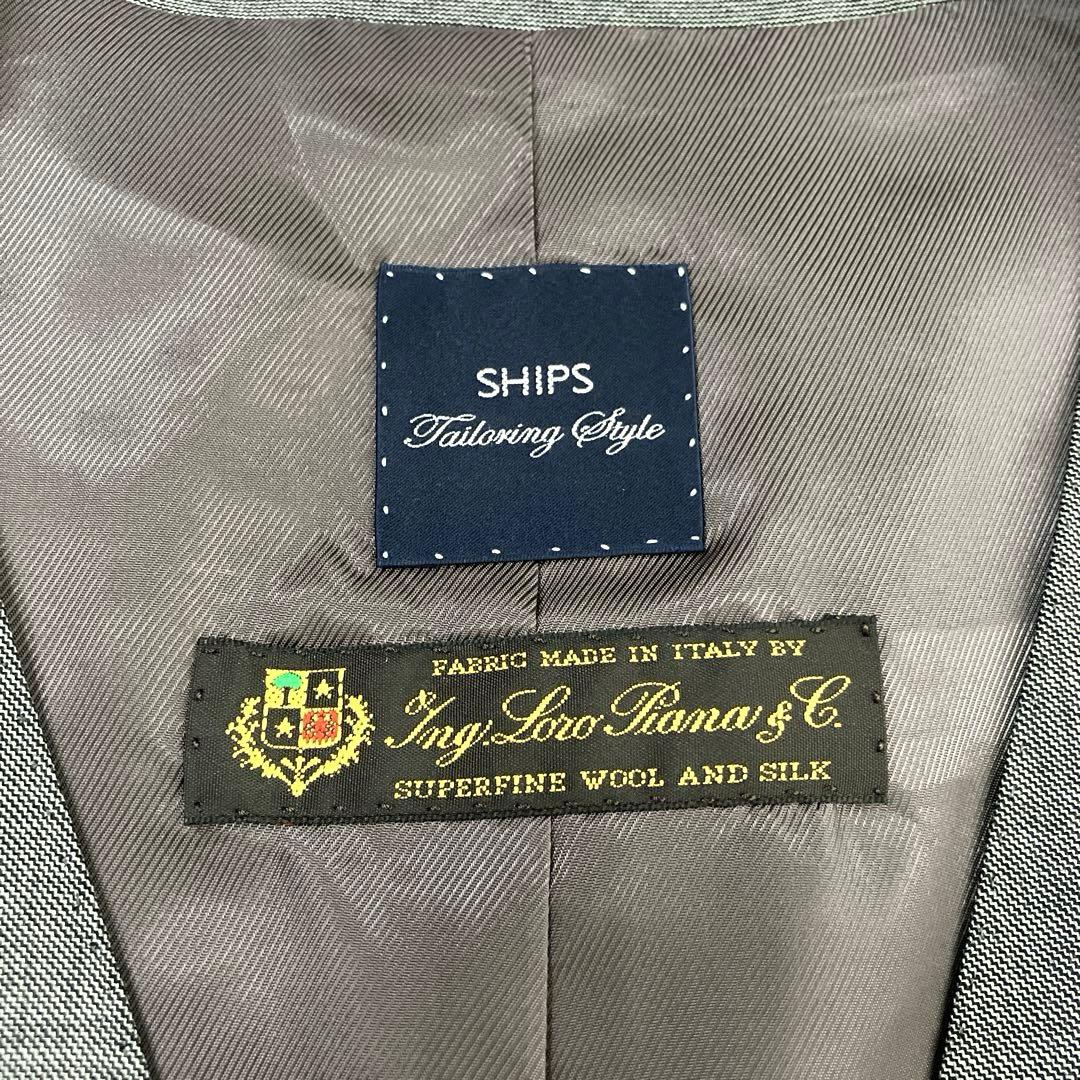 SHIPS
Tailoring Style
FABRIC MADE IN ITALY BY
Ing. Loro Piana & C.
SUPERFINE WOOL AND SILK